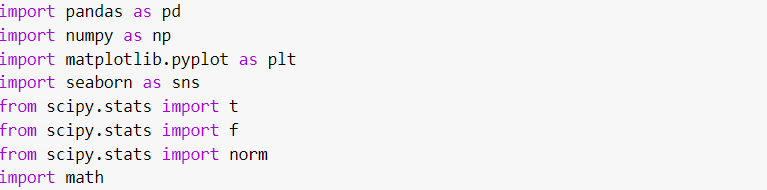 import pandas as pd
import numpy as np
import matplotlib.pyplot as plt
import seaborn as sns
from scipy.stats import t
from scipy.stats import f
from scipy.stats import norm
import math